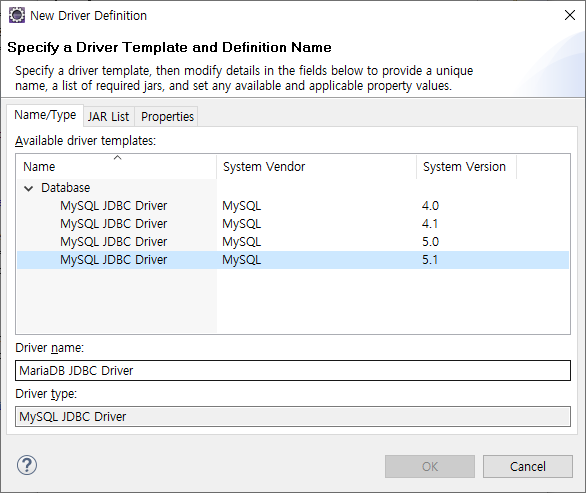 New Driver Definition
Specify a Driver Template and Definition Name
Specify a driver template, then modify details in the fields below to provide a unique
name, a list of required jars, and set any available and applicable property values.
Name/Type JAR List Properties
Available driver templates:
Name System Vendor System Version
Database
MySQL JDBC Driver MySQL 4.0
MySQL JDBC Driver MySQL 4.1
MySQL JDBC Driver MySQL 5.0
MySQL JDBC Driver MySQL 5.1
Driver name:
MariaDB JDBC Driver
Driver type:
MySQL JDBC Driver
? OK Cancel